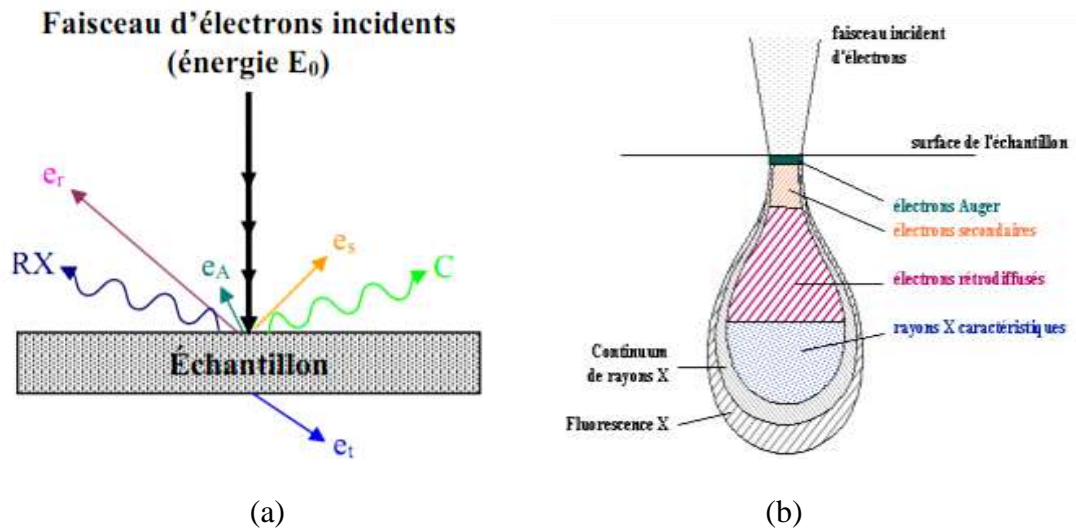 Faisceau d'électrons incidents
(énergie E₀)
eᵣ
RX
e_A
eₛ
C
Échantillon
eₜ
(a)
faisceau incident
d'électrons
surface de l'échantillon
électrons Auger
électrons secondaires
électrons rétrodiffusés
rayons X caractéristiques
Continuum
de rayons X
Fluorescence X
(b)